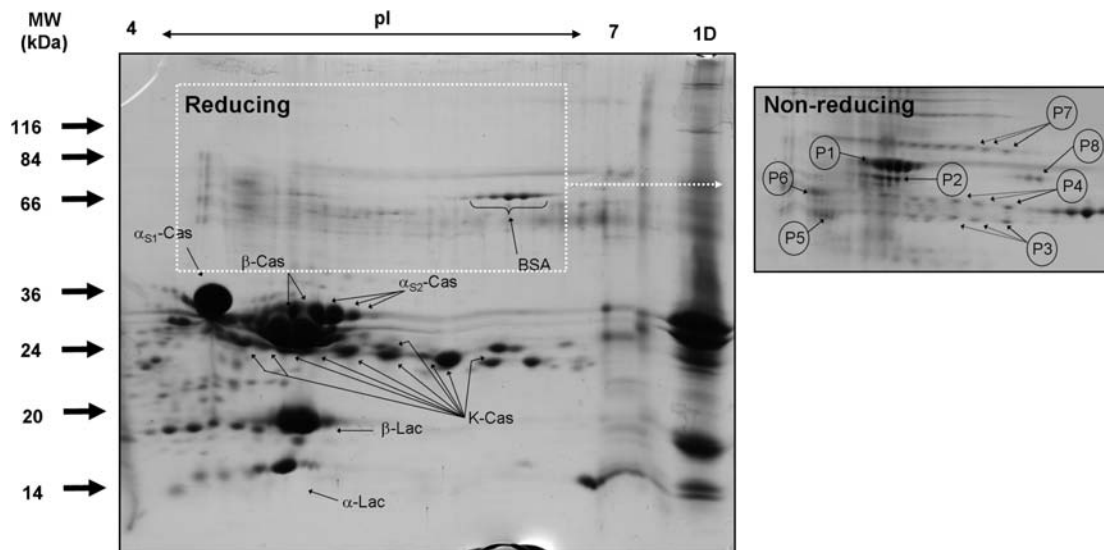 MW
(kDa)
4
pI
7
1D
Reducing
116
84
66
36
24
20
14
αS1-Cas
β-Cas
αS2-Cas
BSA
K-Cas
β-Lac
α-Lac
Non-reducing
P1
P7
P8
P6
P2
P4
P5
P3